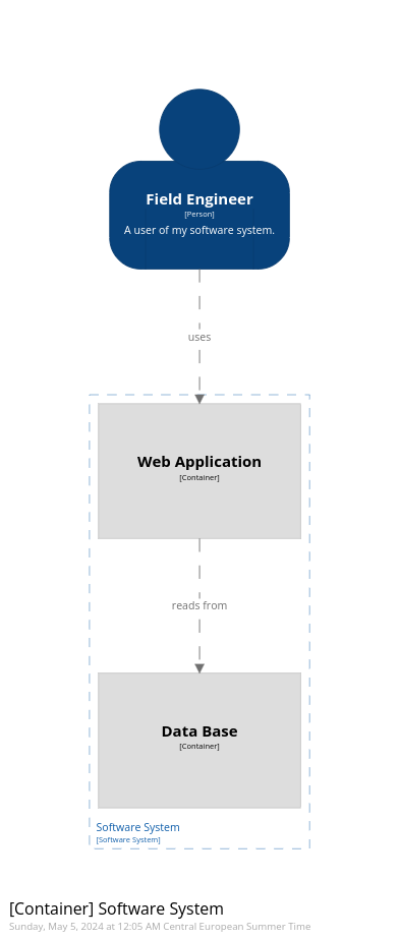 Field Engineer
[Person]
A user of my software system.
uses
Web Application
[Container]
reads from
Data Base
[Container]
Software System
[Software System]
[Container] Software System
Sunday, May 5, 2024 at 12:05 AM Central European Summer Time